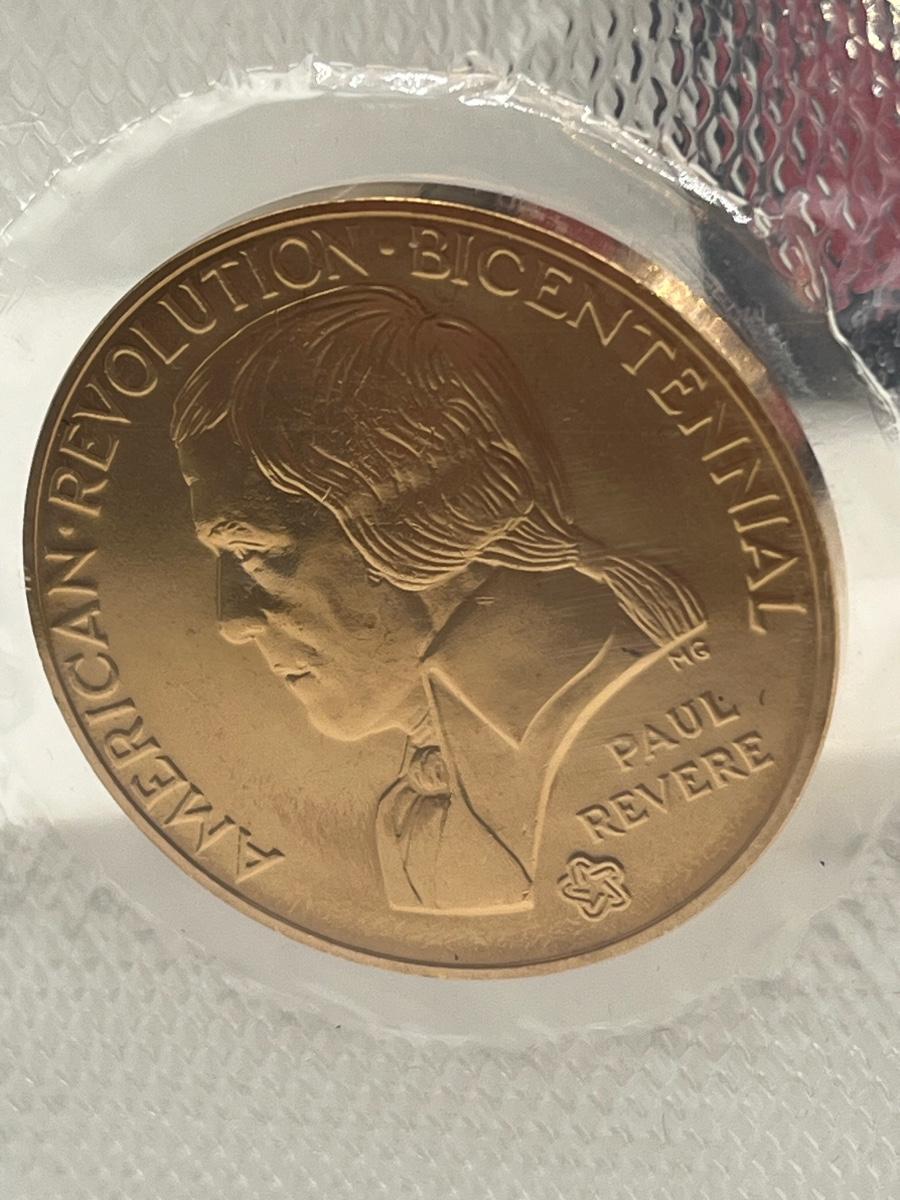 AMERICAN · REVOLUTION · BICENTENNIAL
MG
PAUL
REVERE